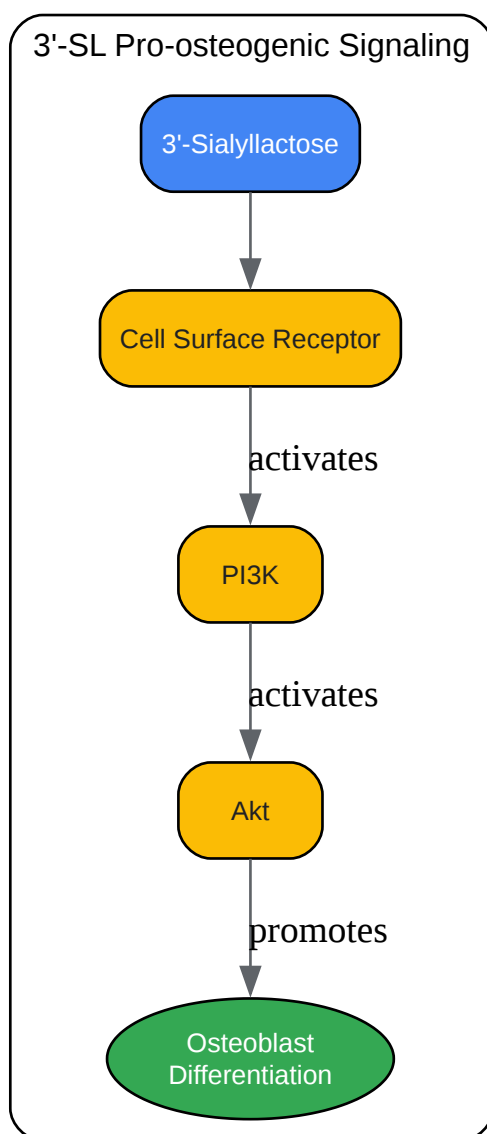 3'-SL Pro-osteogenic Signaling
3'-Sialyllactose
Cell Surface Receptor
activates
PI3K
activates
Akt
promotes
Osteoblast
Differentiation